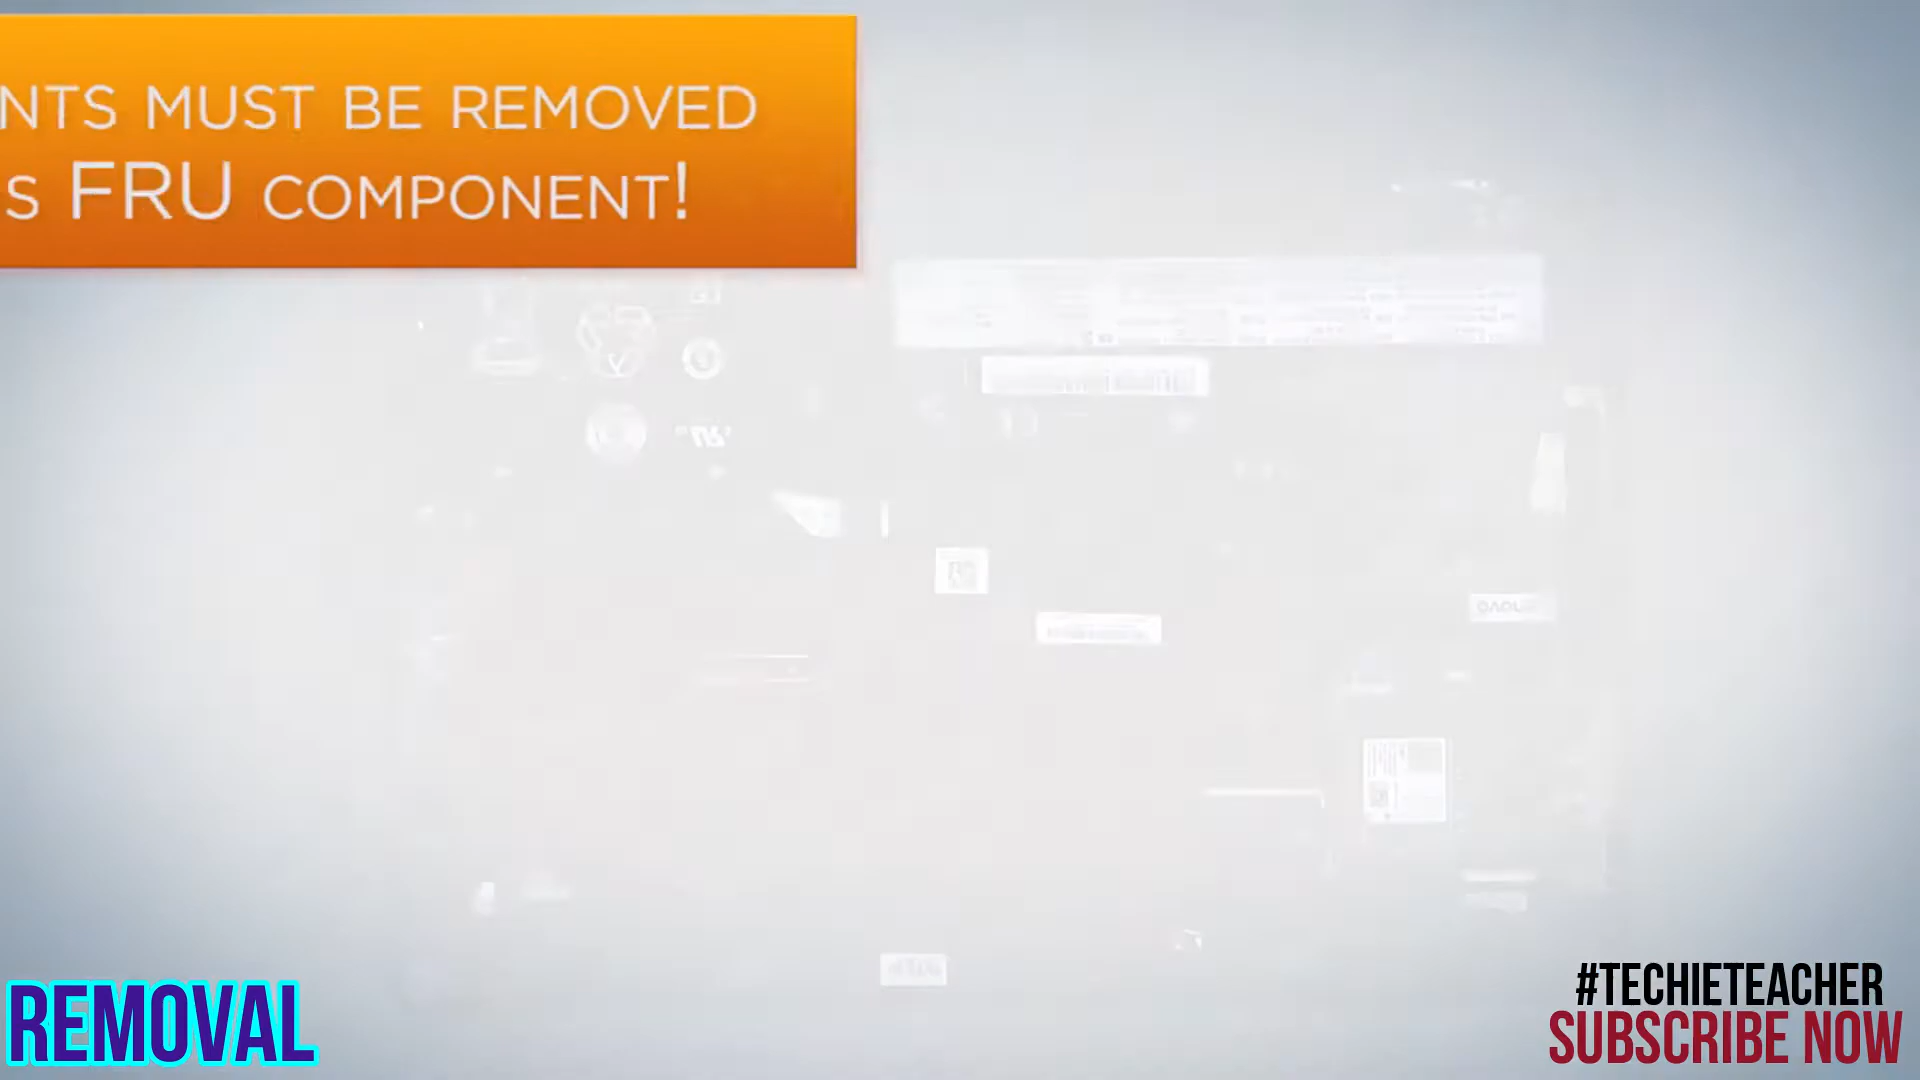 NTS MUST BE REMOVED
S FRU COMPONENT!
REMOVAL
#TECHIETEACHER
SUBSCRIBE NOW